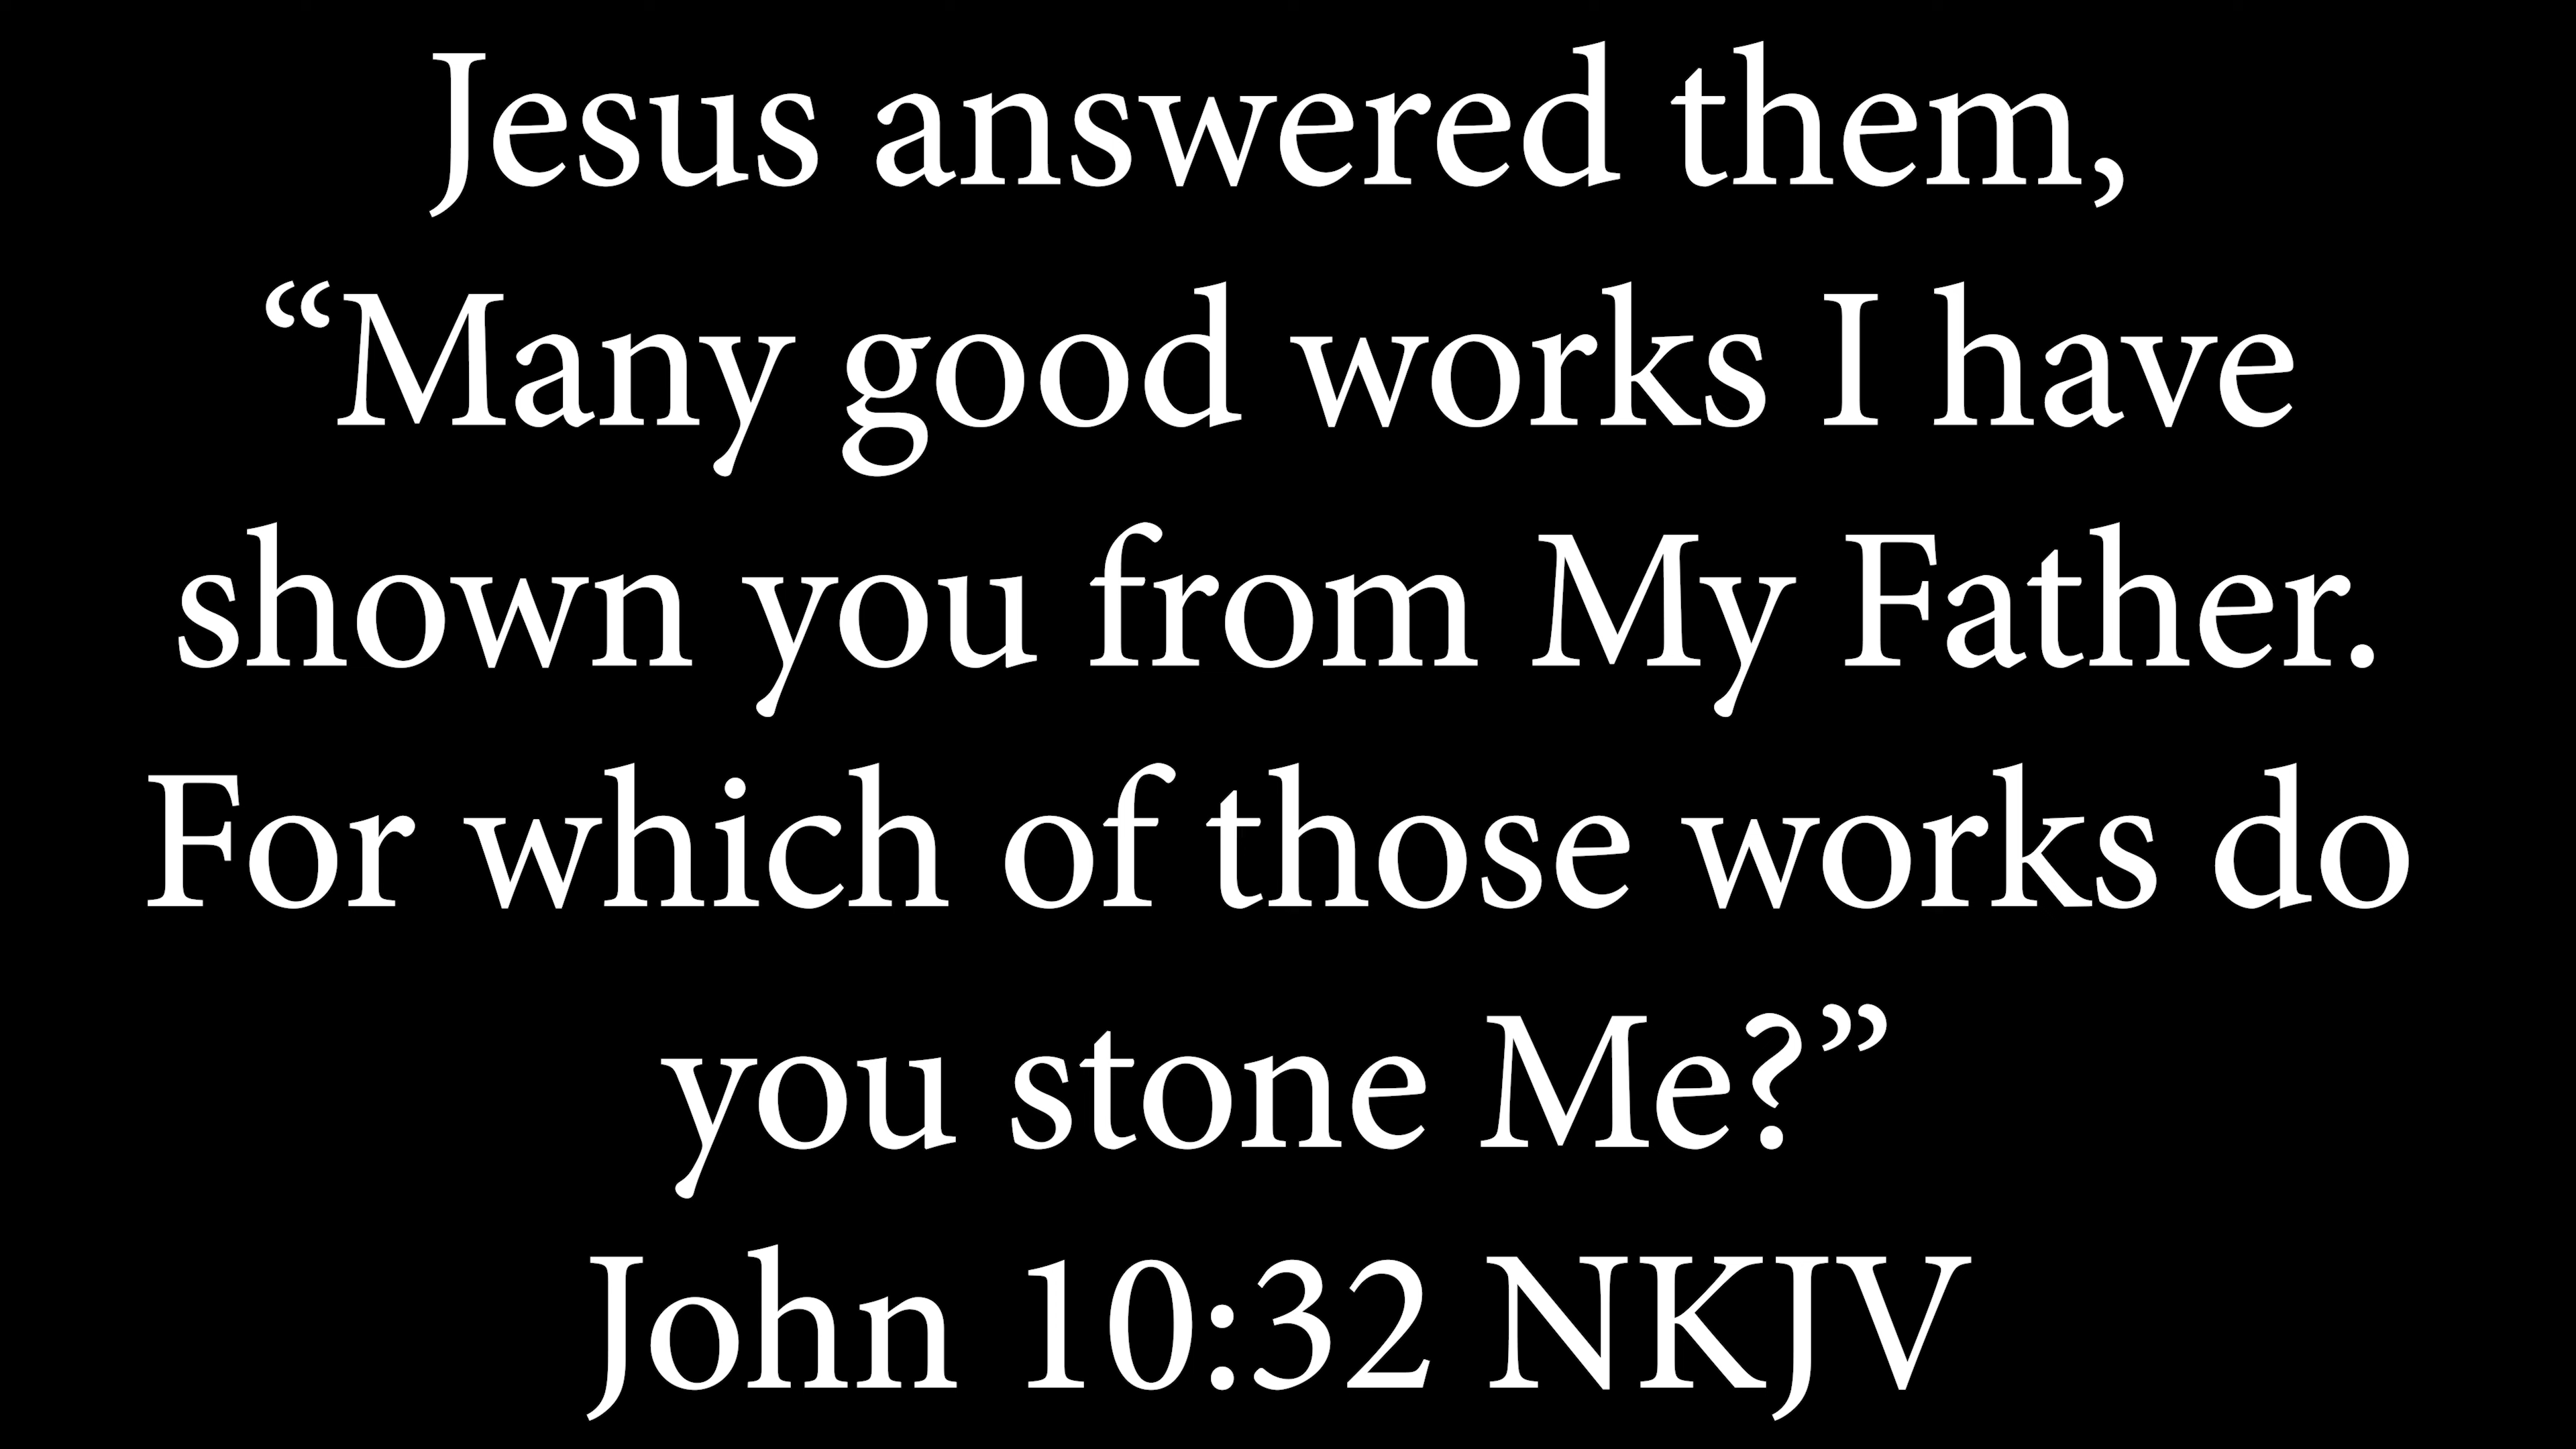 Jesus answered them,
“Many good works I have
shown you from My Father.
For which of those works do
you stone Me?”
John 10:32 NKJV